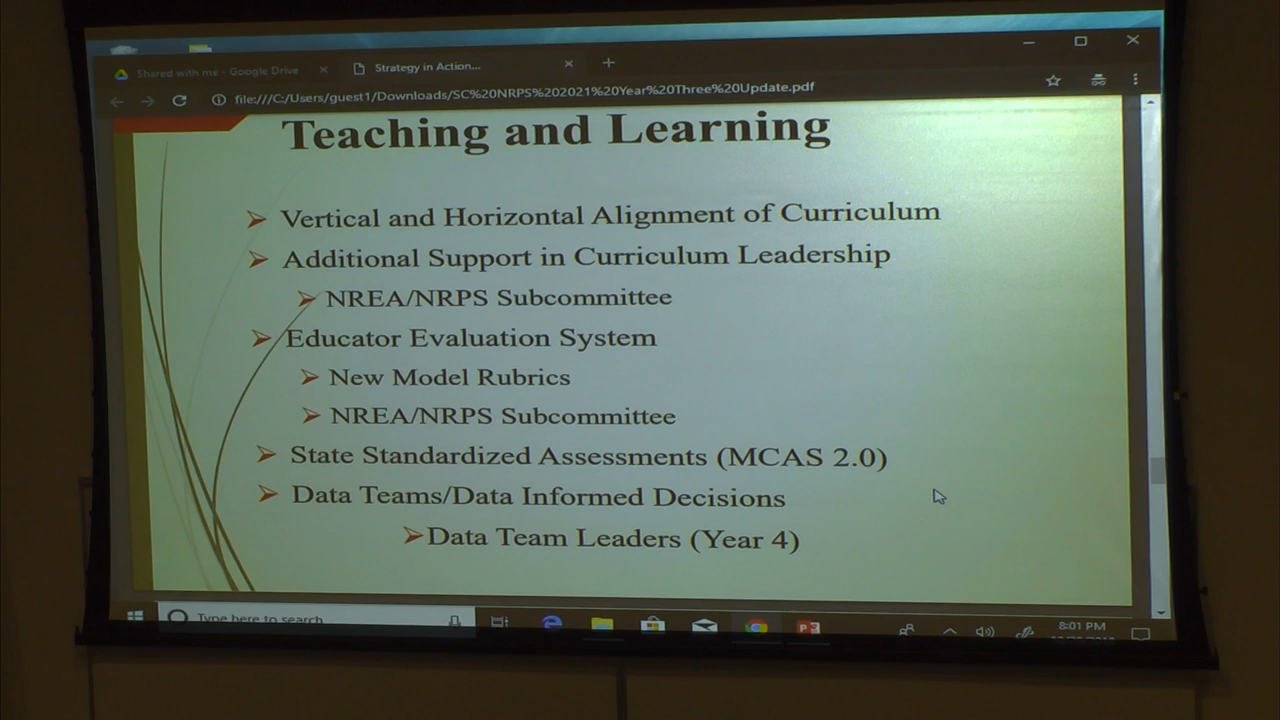 Shared with me - Google Drive
Strategy in Action...
file:///C:/Users/guest1/Downloads/SC%20NRPS%202021%20Year%20Three%20Update.pdf
Teaching and Learning
Vertical and Horizontal Alignment of Curriculum
Additional Support in Curriculum Leadership
NREA/NRPS Subcommittee
Educator Evaluation System
New Model Rubrics
NREA/NRPS Subcommittee
State Standardized Assessments (MCAS 2.0)
Data Teams/Data Informed Decisions
Data Team Leaders (Year 4)
Type here to search
8:01 PM